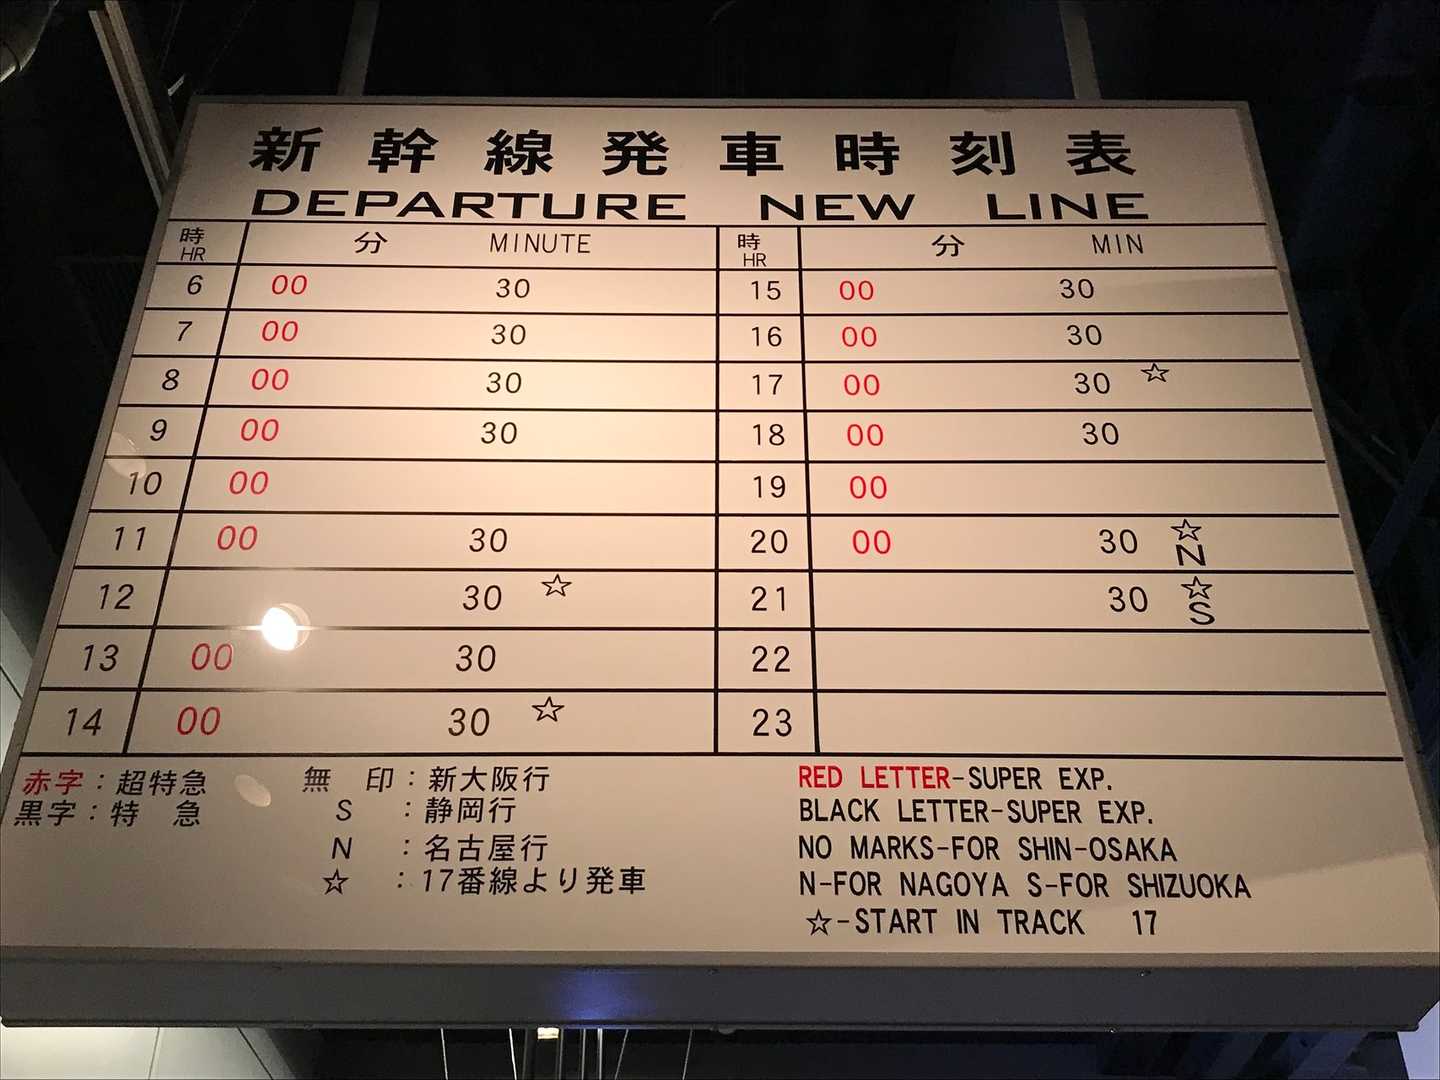 新幹線発車時刻表
DEPARTURE NEW LINE
時 HR 分 MINUTE 時 HR 分 MIN
6 00 30 15 00 30
7 00 30 16 00 30
8 00 30 17 00 30 ☆
9 00 30 18 00 30
10 00 19 00
11 00 30 20 00 30 ☆ N
12 30 ☆ 21 30 ☆ S
13 00 30 22
14 00 30 ☆ 23
赤字：超特急
黒字：特 急
無 印：新大阪行
S ：静岡行
N ：名古屋行
☆ ：17番線より発車
RED LETTER-SUPER EXP.
BLACK LETTER-SUPER EXP.
NO MARKS-FOR SHIN-OSAKA
N-FOR NAGOYA S-FOR SHIZUOKA
☆-START IN TRACK 17